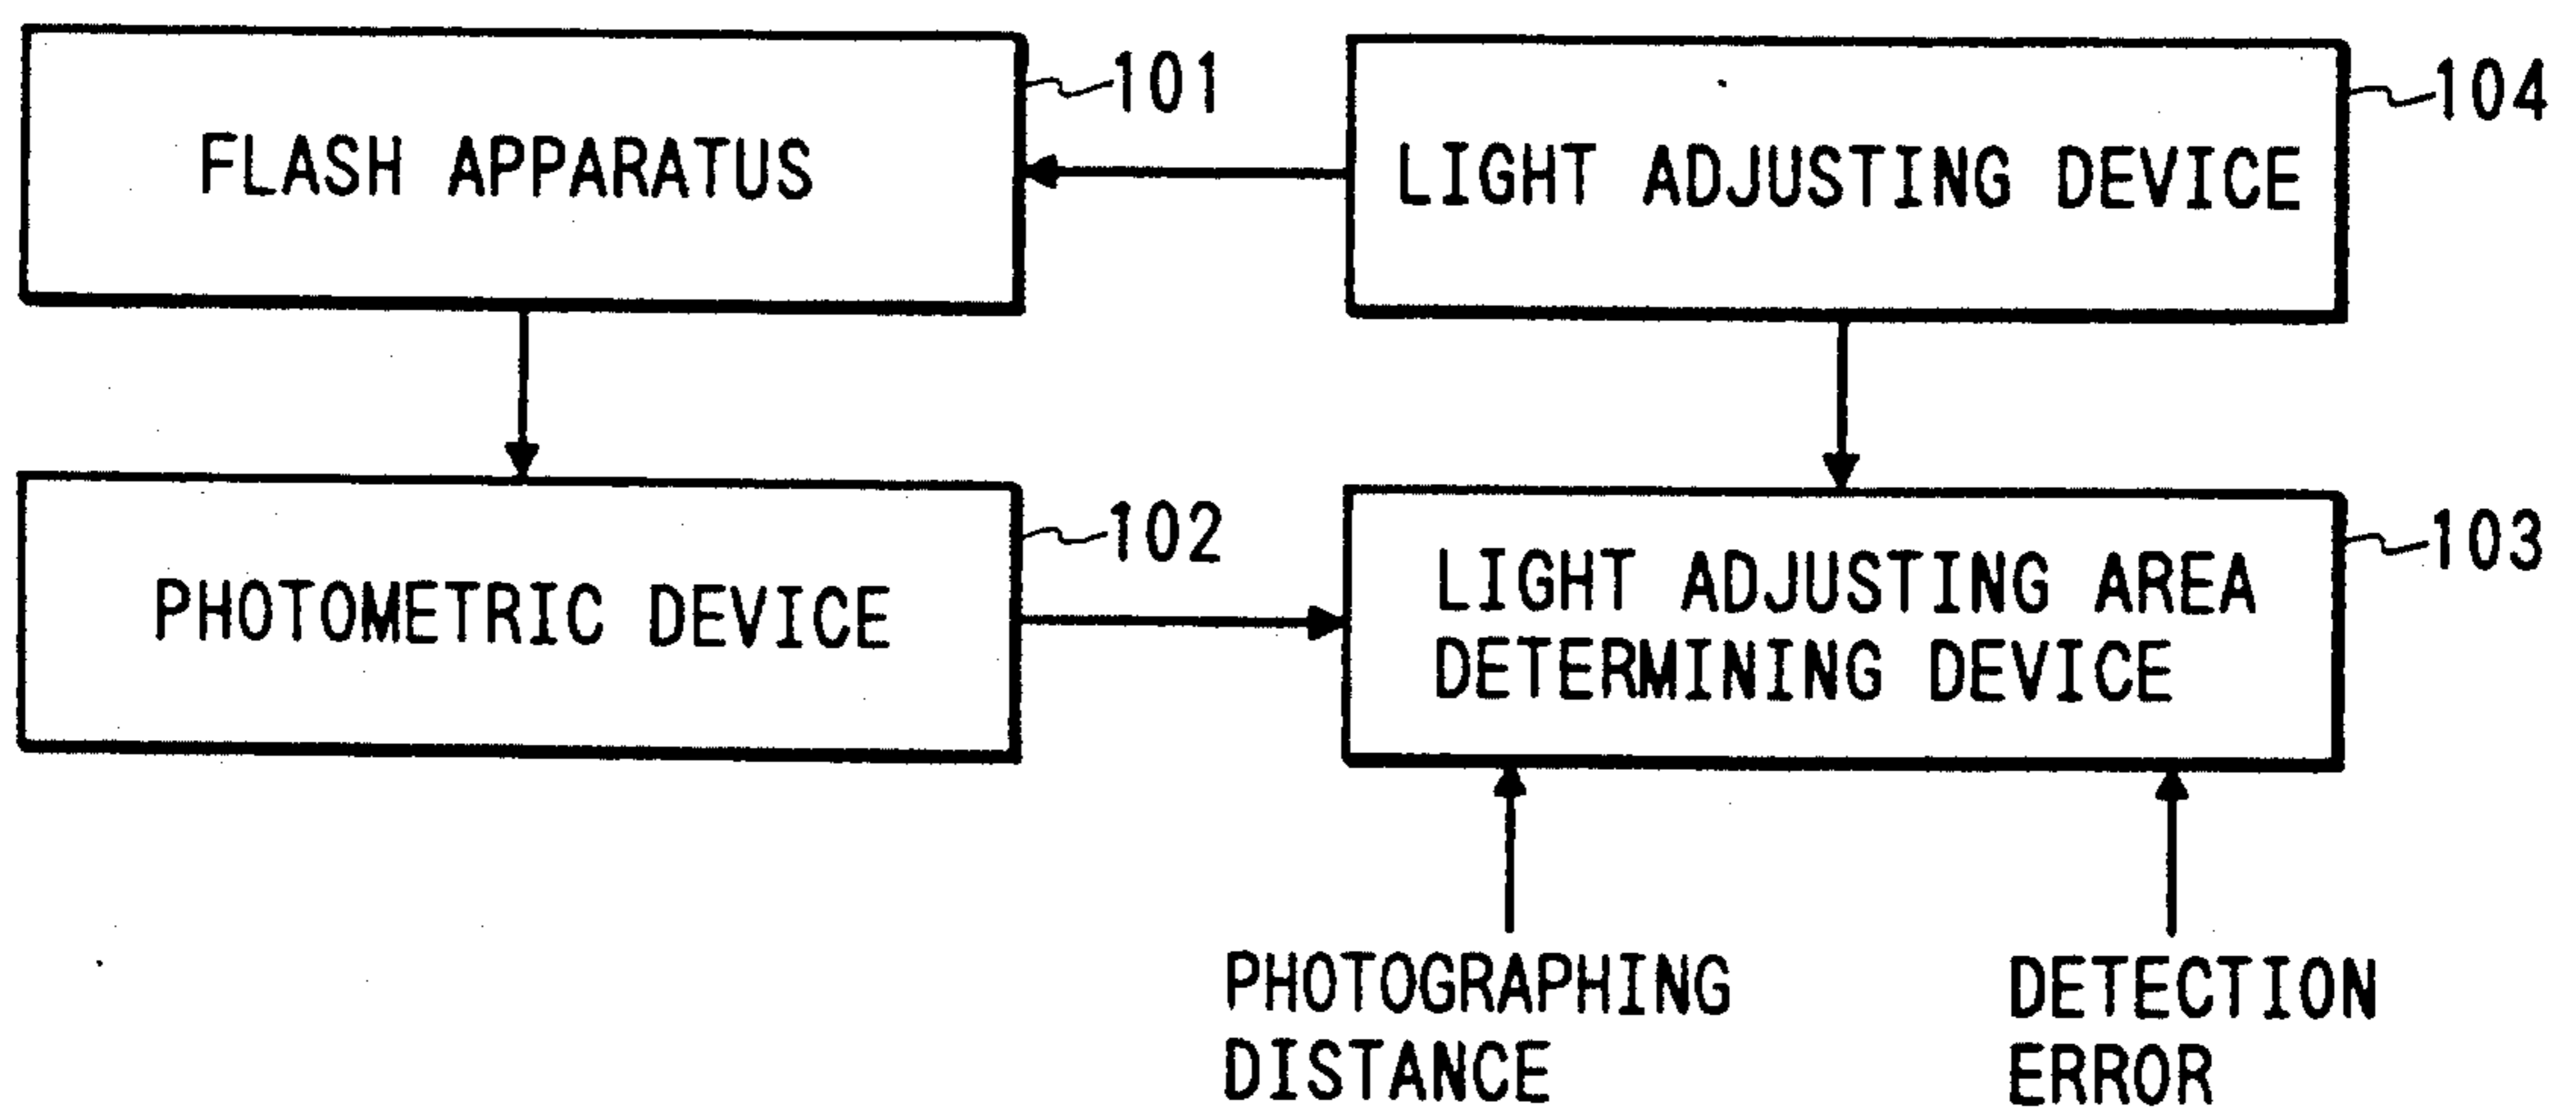 FLASH APPARATUS
101
LIGHT ADJUSTING DEVICE
104
PHOTOMETRIC DEVICE
102
LIGHT ADJUSTING AREA
DETERMINING DEVICE
103
PHOTOGRAPHING
DISTANCE
DETECTION
ERROR